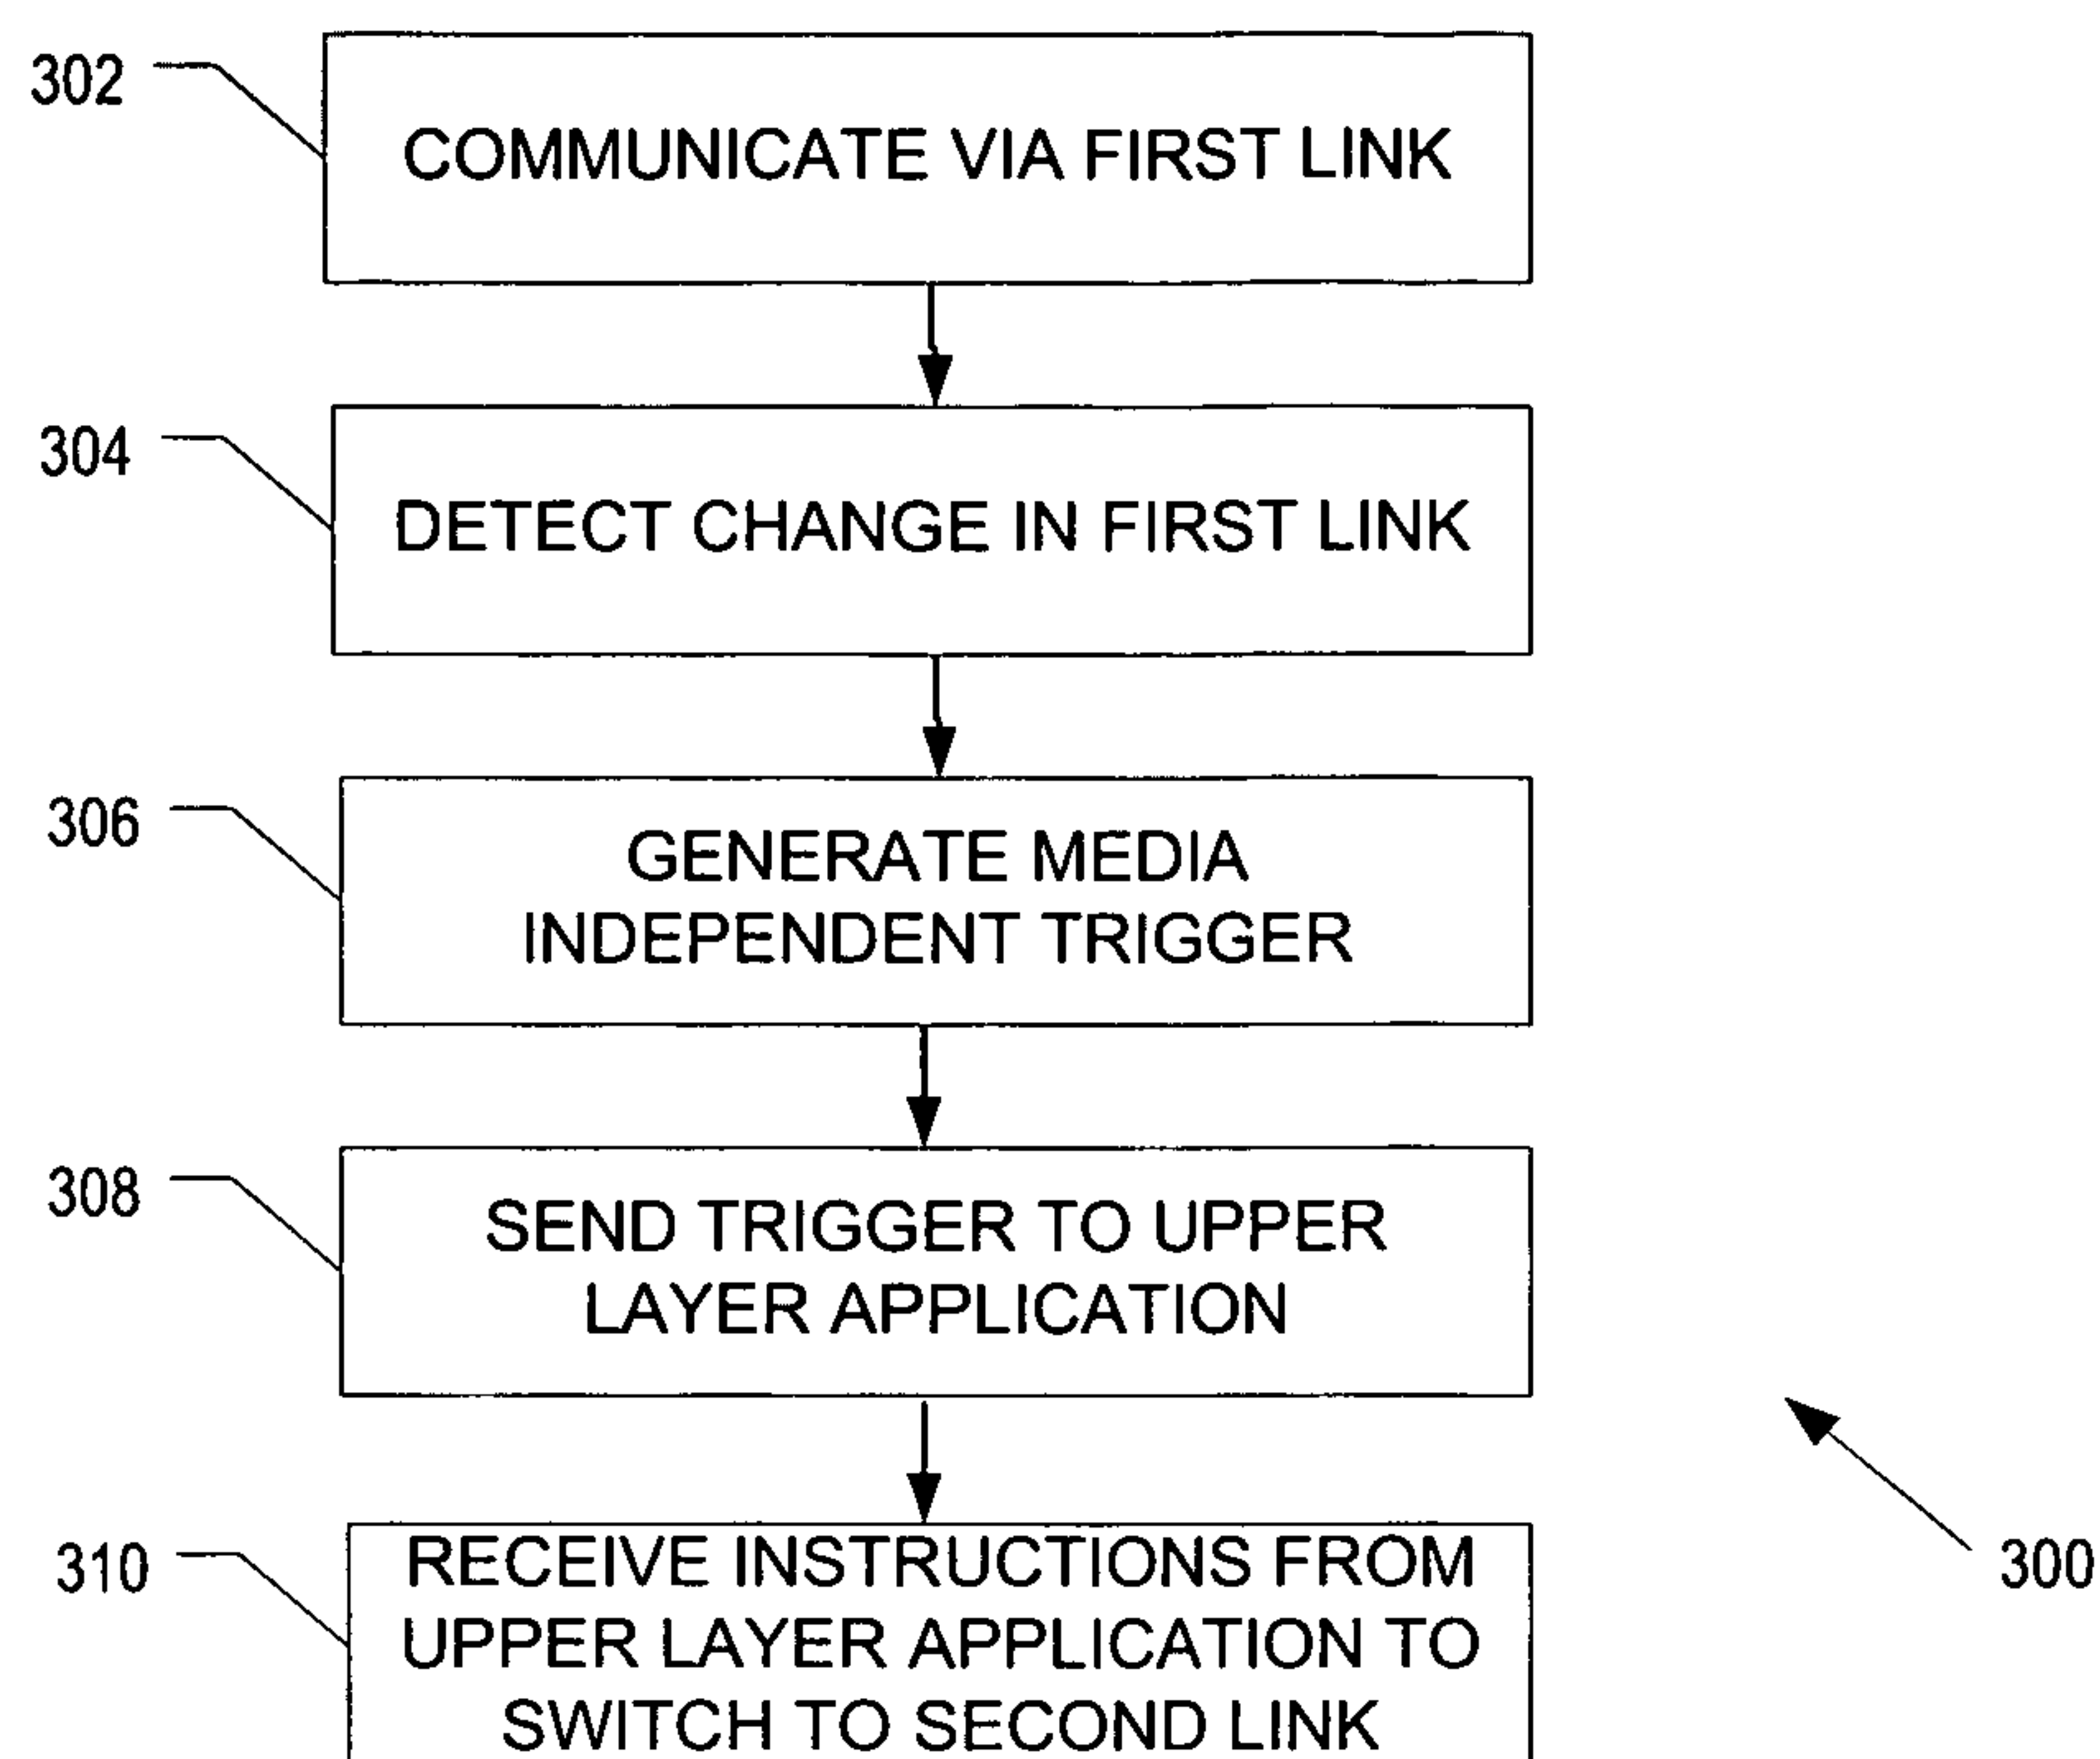 302
COMMUNICATE VIA FIRST LINK
304
DETECT CHANGE IN FIRST LINK
306
GENERATE MEDIA
INDEPENDENT TRIGGER
308
SEND TRIGGER TO UPPER
LAYER APPLICATION
310
RECEIVE INSTRUCTIONS FROM
UPPER LAYER APPLICATION TO
SWITCH TO SECOND LINK
300